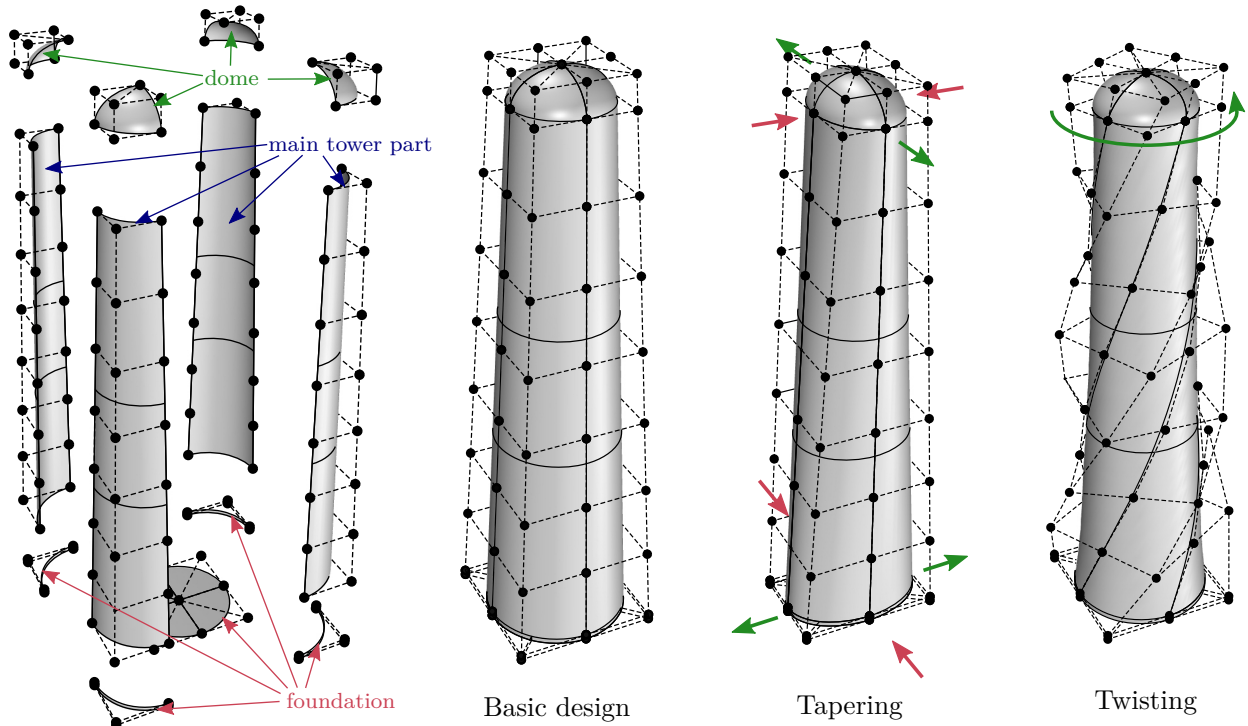 dome
main tower part
foundation
Basic design
Tapering
Twisting